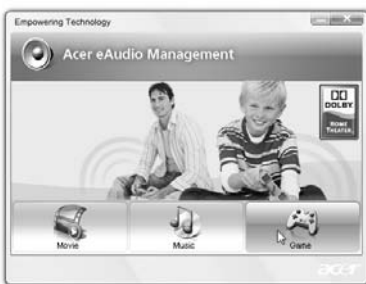 Empowering Technology
Acer eAudio Management
DOLBY
HOME
THEATER
Movie
Music
Game
acer